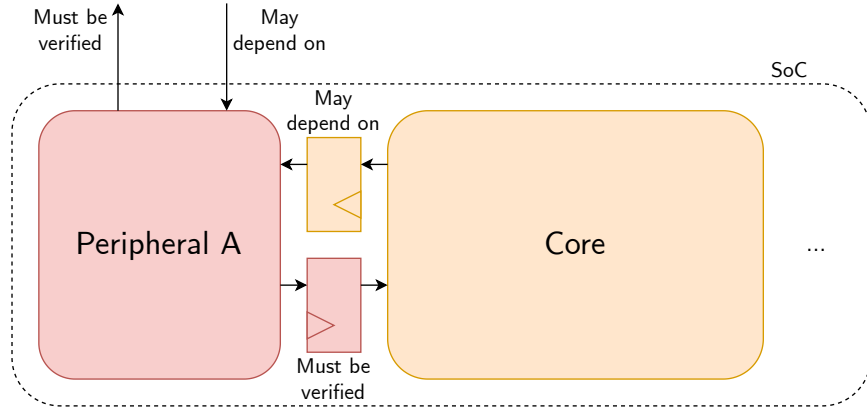 Must be
verified
May
depend on
SoC
May
depend on
Peripheral A
Core
...
Must be
verified